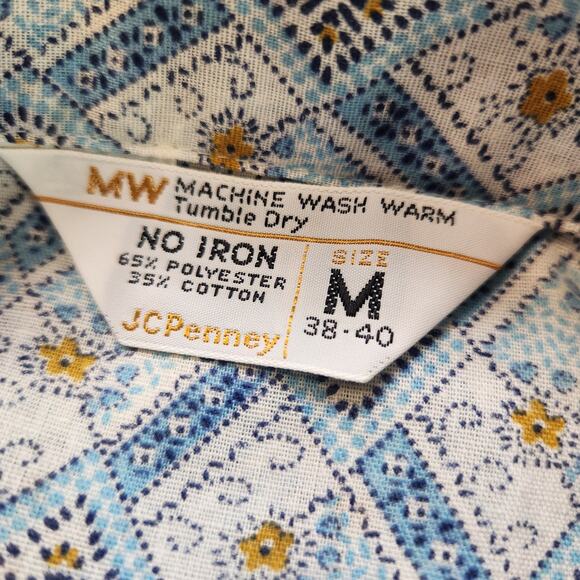 MW MACHINE WASH WARM
Tumble Dry
NO IRON
65% POLYESTER
35% COTTON
JCPenney
SIZE
M
38-40